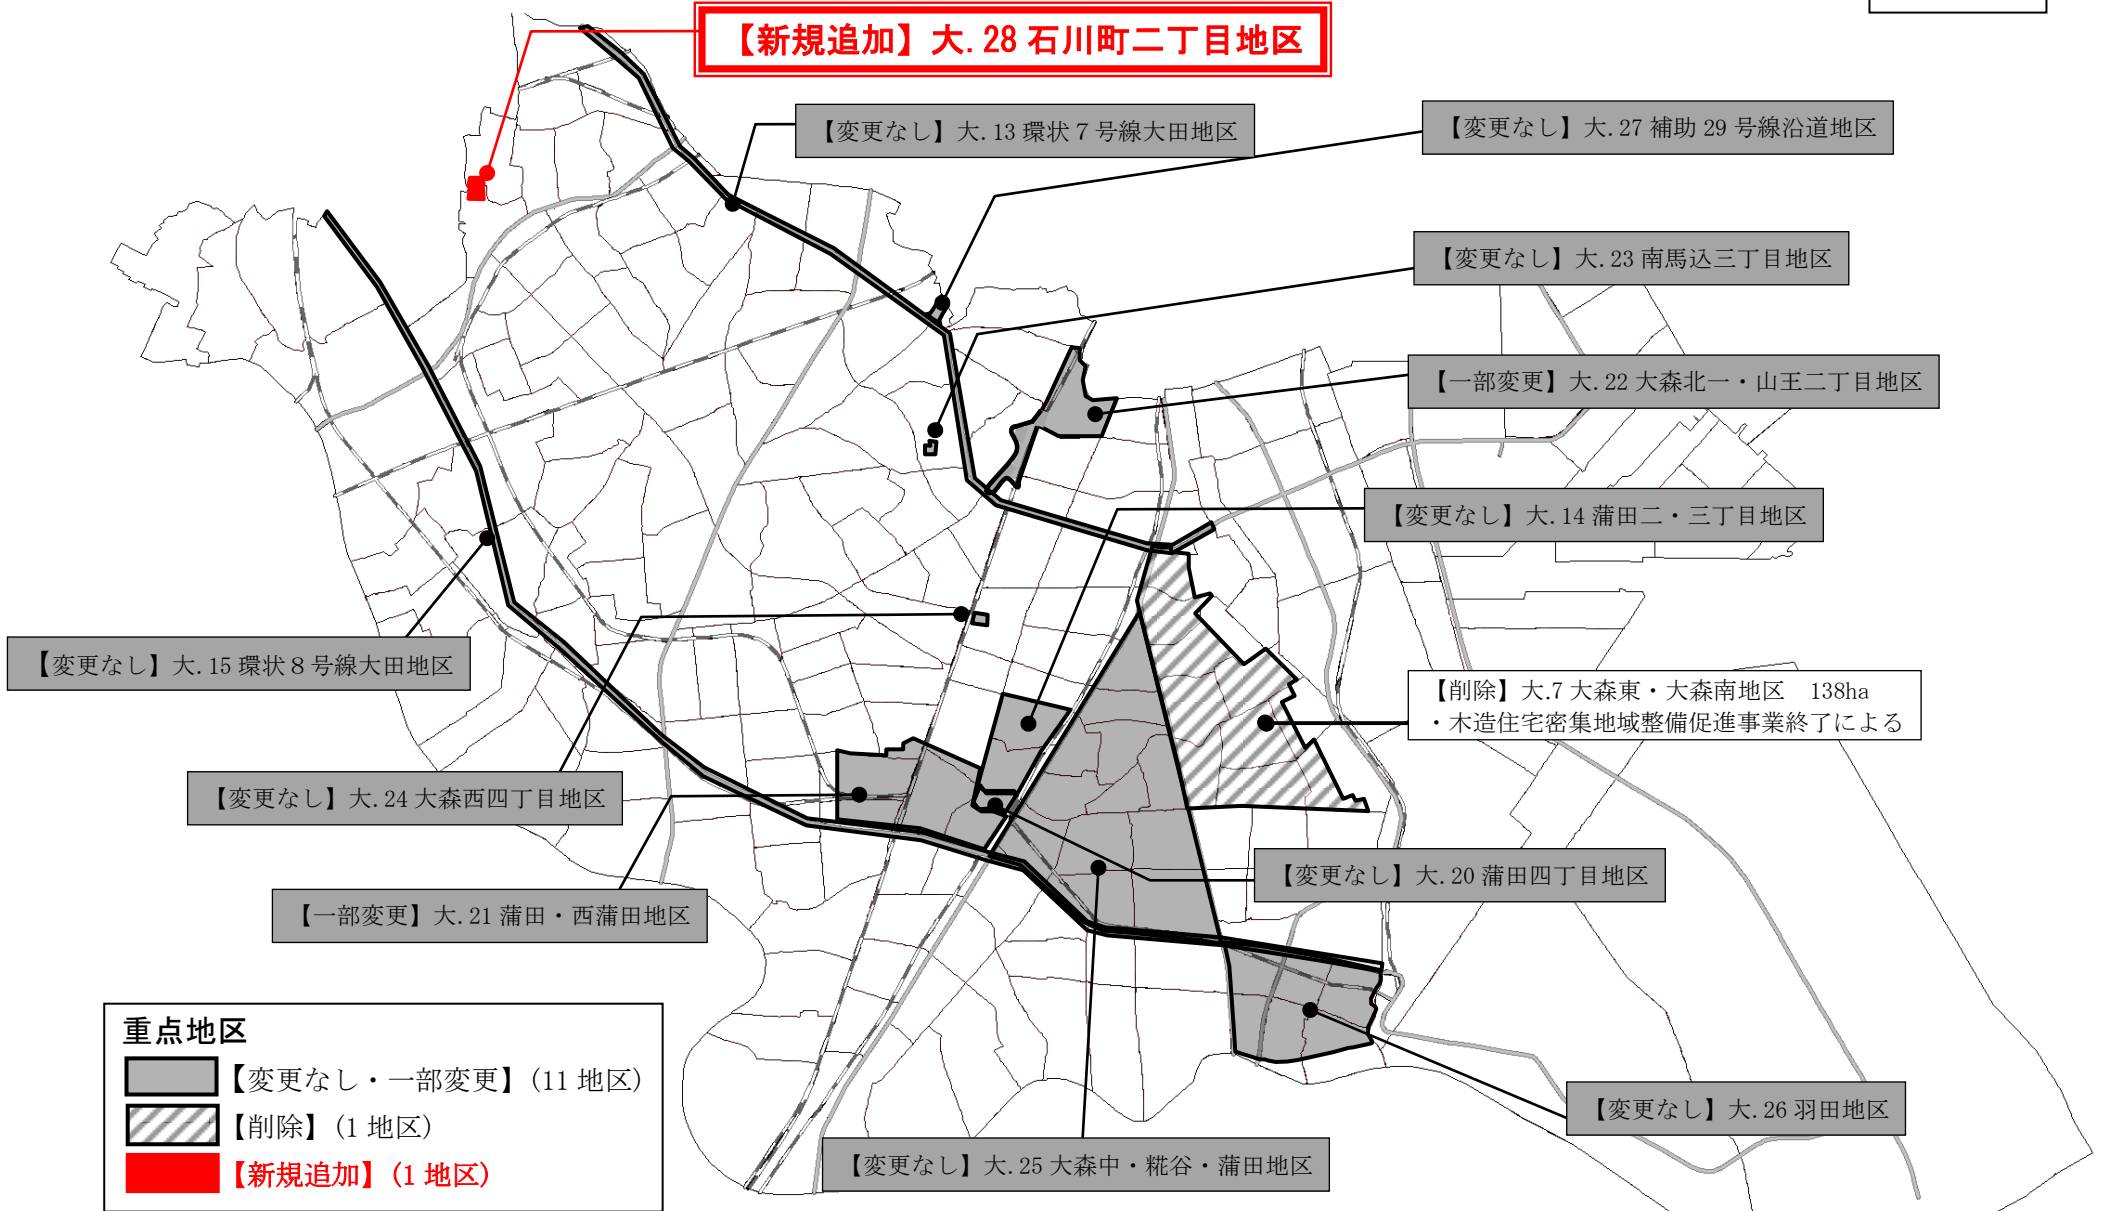 【新規追加】大.28 石川町二丁目地区
【変更なし】大.13 環状 7 号線大田地区
【変更なし】大.27 補助 29 号線沿道地区
【変更なし】大.23 南馬込三丁目地区
【一部変更】大.22 大森北一・山王二丁目地区
【変更なし】大.14 蒲田二・三丁目地区
【変更なし】大.15 環状８号線大田地区
【削除】大.7 大森東・大森南地区　138ha
・木造住宅密集地域整備促進事業終了による
【変更なし】大.24 大森西四丁目地区
【変更なし】大.20 蒲田四丁目地区
【一部変更】大.21 蒲田・西蒲田地区
【変更なし】大.26 羽田地区
【変更なし】大.25 大森中・糀谷・蒲田地区
重点地区
【変更なし・一部変更】(11 地区)
【削除】(1 地区)
【新規追加】(1 地区)